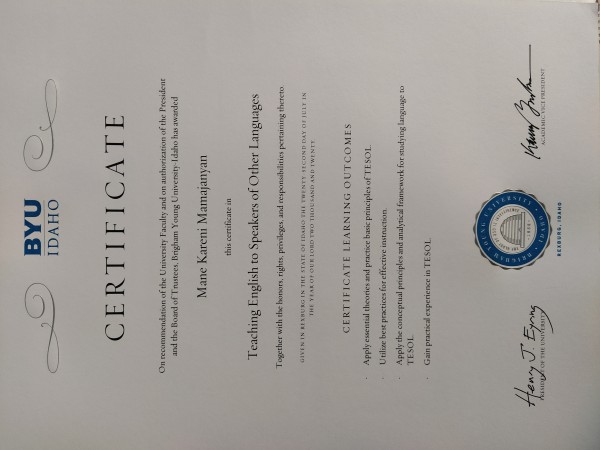 BYU
IDAHO
CERTIFICATE
On recommendation of the University Faculty and on authorization of the President
and the Board of Trustees, Brigham Young University-Idaho has awarded
Mane Kareni Mamajanyan
this certificate in
Teaching English to Speakers of Other Languages
Together with the honors, rights, privileges, and responsibilities pertaining thereto.
GIVEN IN REXBURG IN THE STATE OF IDAHO THE TWENTY-SECOND DAY OF JULY IN
THE YEAR OF OUR LORD TWO THOUSAND AND TWENTY
CERTIFICATE LEARNING OUTCOMES
· Apply essential theories and practice basic principles of TESOL.
· Utilize best practices for effective instruction.
· Apply the conceptual principles and analytical framework for studying language to
TESOL
· Gain practical experience in TESOL
Henry J. Eyring
PRESIDENT OF THE UNIVERSITY
BRIGHAM YOUNG UNIVERSITY
IDAHO
REXBURG, IDAHO
ACADEMIC VICE PRESIDENT